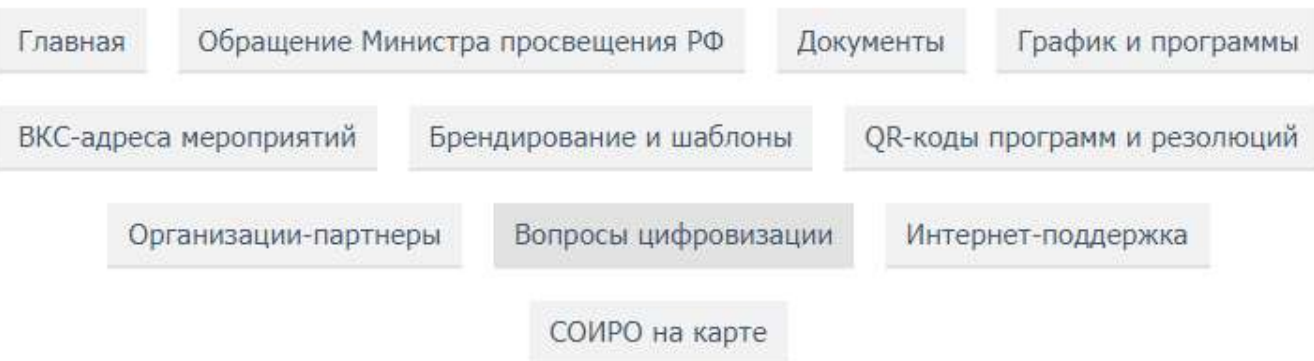 Главная Обращение Министра просвещения РФ Документы График и программы
ВКС-адреса мероприятий Брендирование и шаблоны QR-коды программ и резолюций
Организации-партнеры Вопросы цифровизации Интернет-поддержка
СОИРО на карте